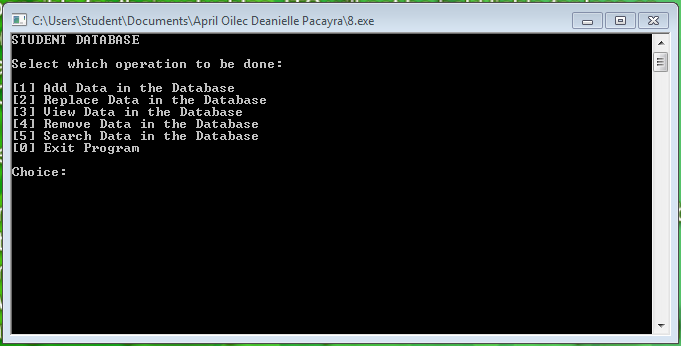 C:\Users\Student\Documents\April Oilec Deanielle Pacayra\8.exe
STUDENT DATABASE
Select which operation to be done:
[1] Add Data in the Database
[2] Replace Data in the Database
[3] View Data in the Database
[4] Remove Data in the Database
[5] Search Data in the Database
[0] Exit Program
Choice: